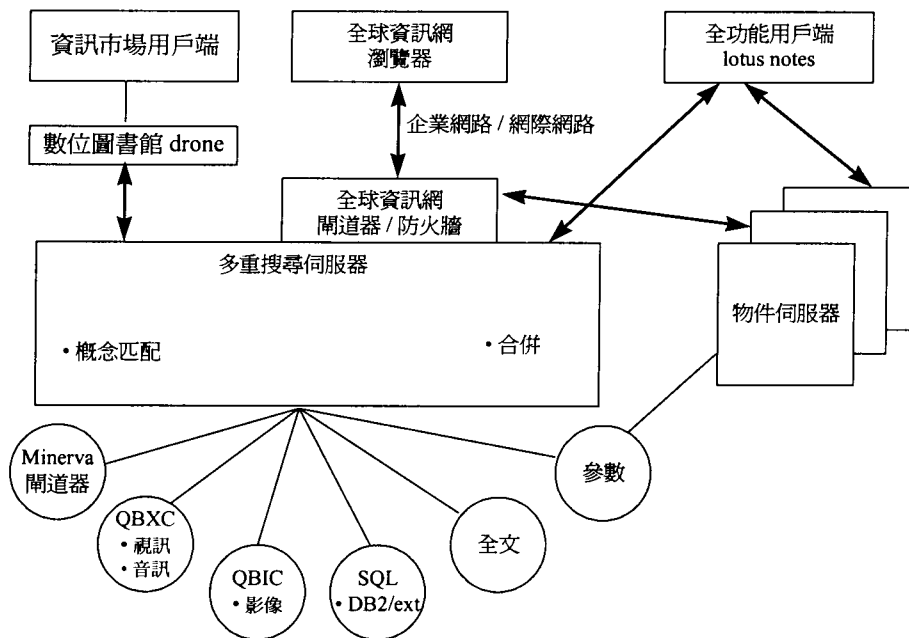 資訊市場用戶端
全球資訊網
瀏覽器
全功能用戶端
lotus notes
企業網路 / 網際網路
數位圖書館 drone
全球資訊網
閘道器 / 防火牆
多重搜尋伺服器
物件伺服器
• 概念匹配
• 合併
Minerva
閘道器
參數
QBXC
• 視訊
• 音訊
全文
QBIC
• 影像
SQL
• DB2/ext